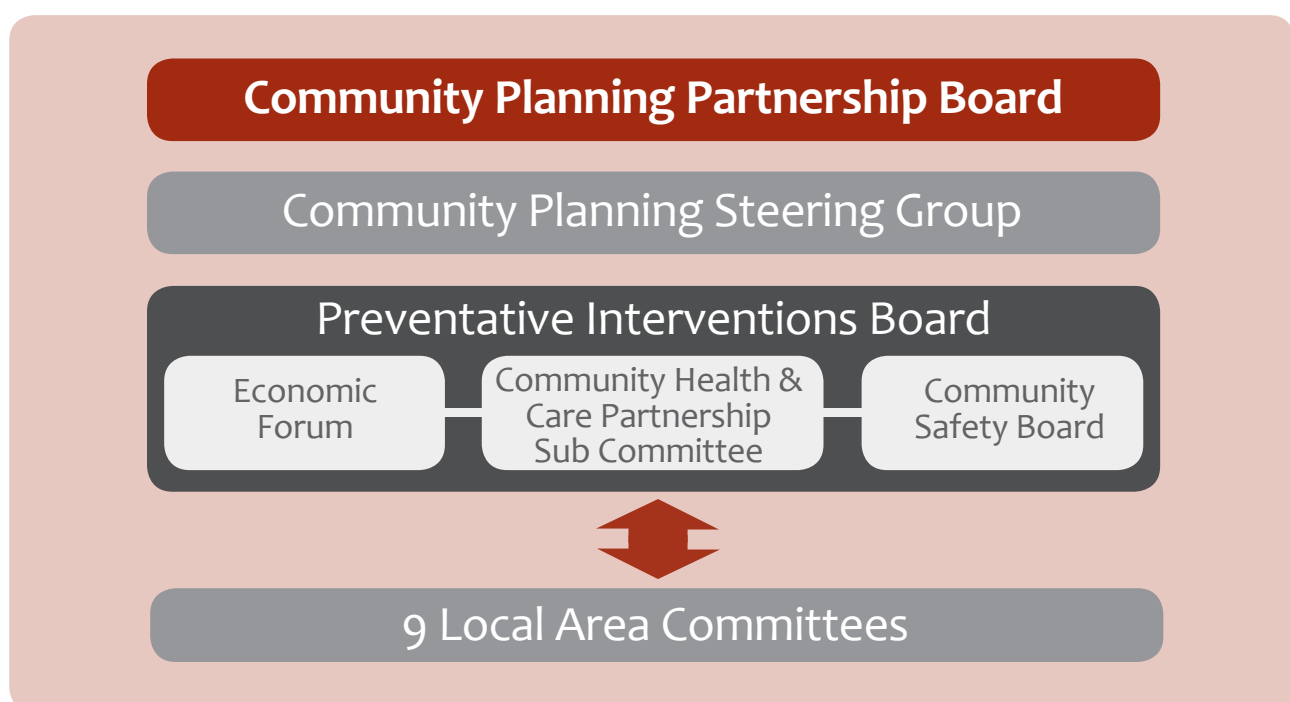 Community Planning Partnership Board
Community Planning Steering Group
Preventative Interventions Board
Economic
Forum
Community Health &
Care Partnership
Sub Committee
Community
Safety Board
9 Local Area Committees